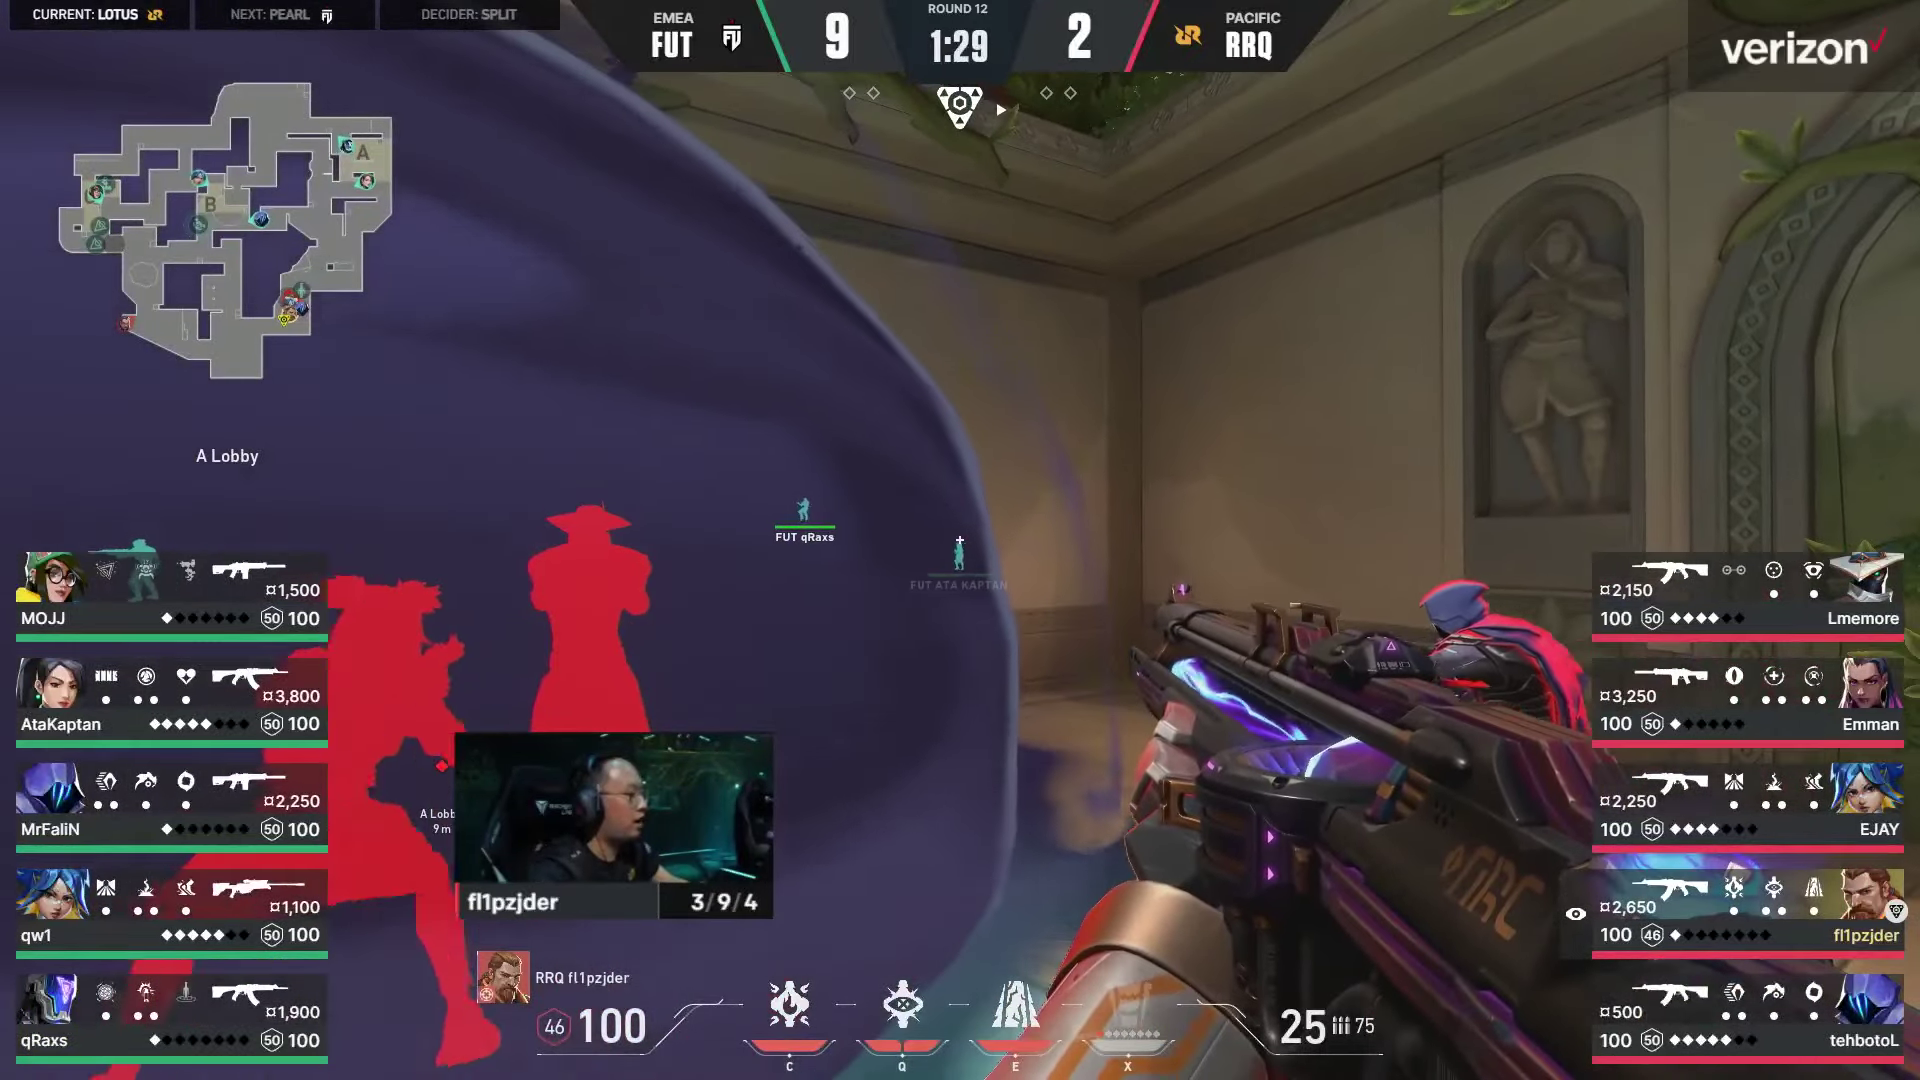 CURRENT: LOTUS
NEXT: PEARL
DECIDER: SPLIT
EMEA
FUT
9
ROUND 12
1:29
2
PACIFIC
RRQ
verizon
A
B
A Lobby
FUT qRaxs
FUT ATA KAPTAN
¤1,500
MOJJ
50 100
¤3,800
AtaKaptan
50 100
¤2,250
MrFaliN
50 100
¤1,100
qw1
50 100
¤1,900
qRaxs
50 100
¤2,150
100 50
Lmemore
¤3,250
100 50
Emman
¤2,250
100 50
EJAY
¤2,650
100 46
fl1pzjder
¤500
100 50
tehbotoL
9 m
fl1pzjder
3/9/4
RRQ fl1pzjder
46 100
C
Q
E
X
25 75